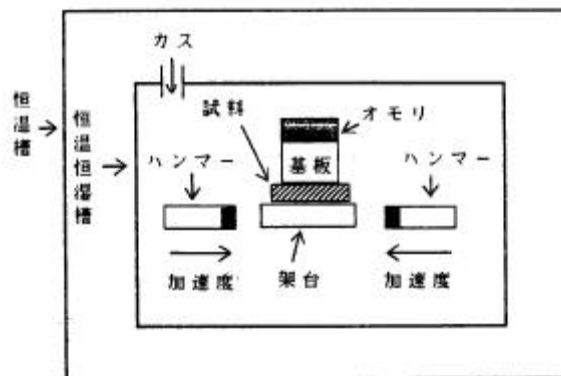 ガス
恒温槽
恒温恒湿槽
試料
オモリ
基板
ハンマー
ハンマー
加速度
架台
加速度